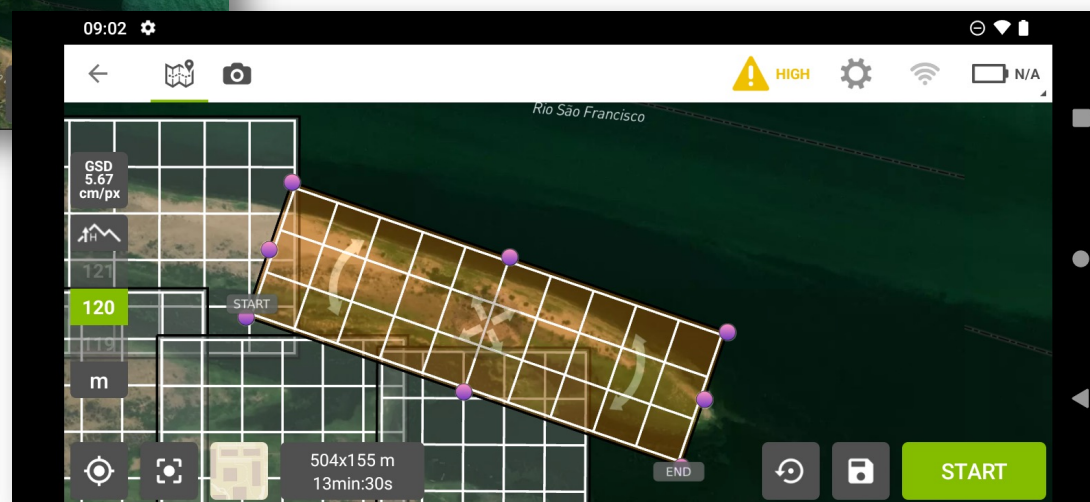 09:02
HIGH
N/A
Rio São Francisco
GSD
5.67
cm/px
121
120
119
m
START
504x155 m
13min:30s
END
START